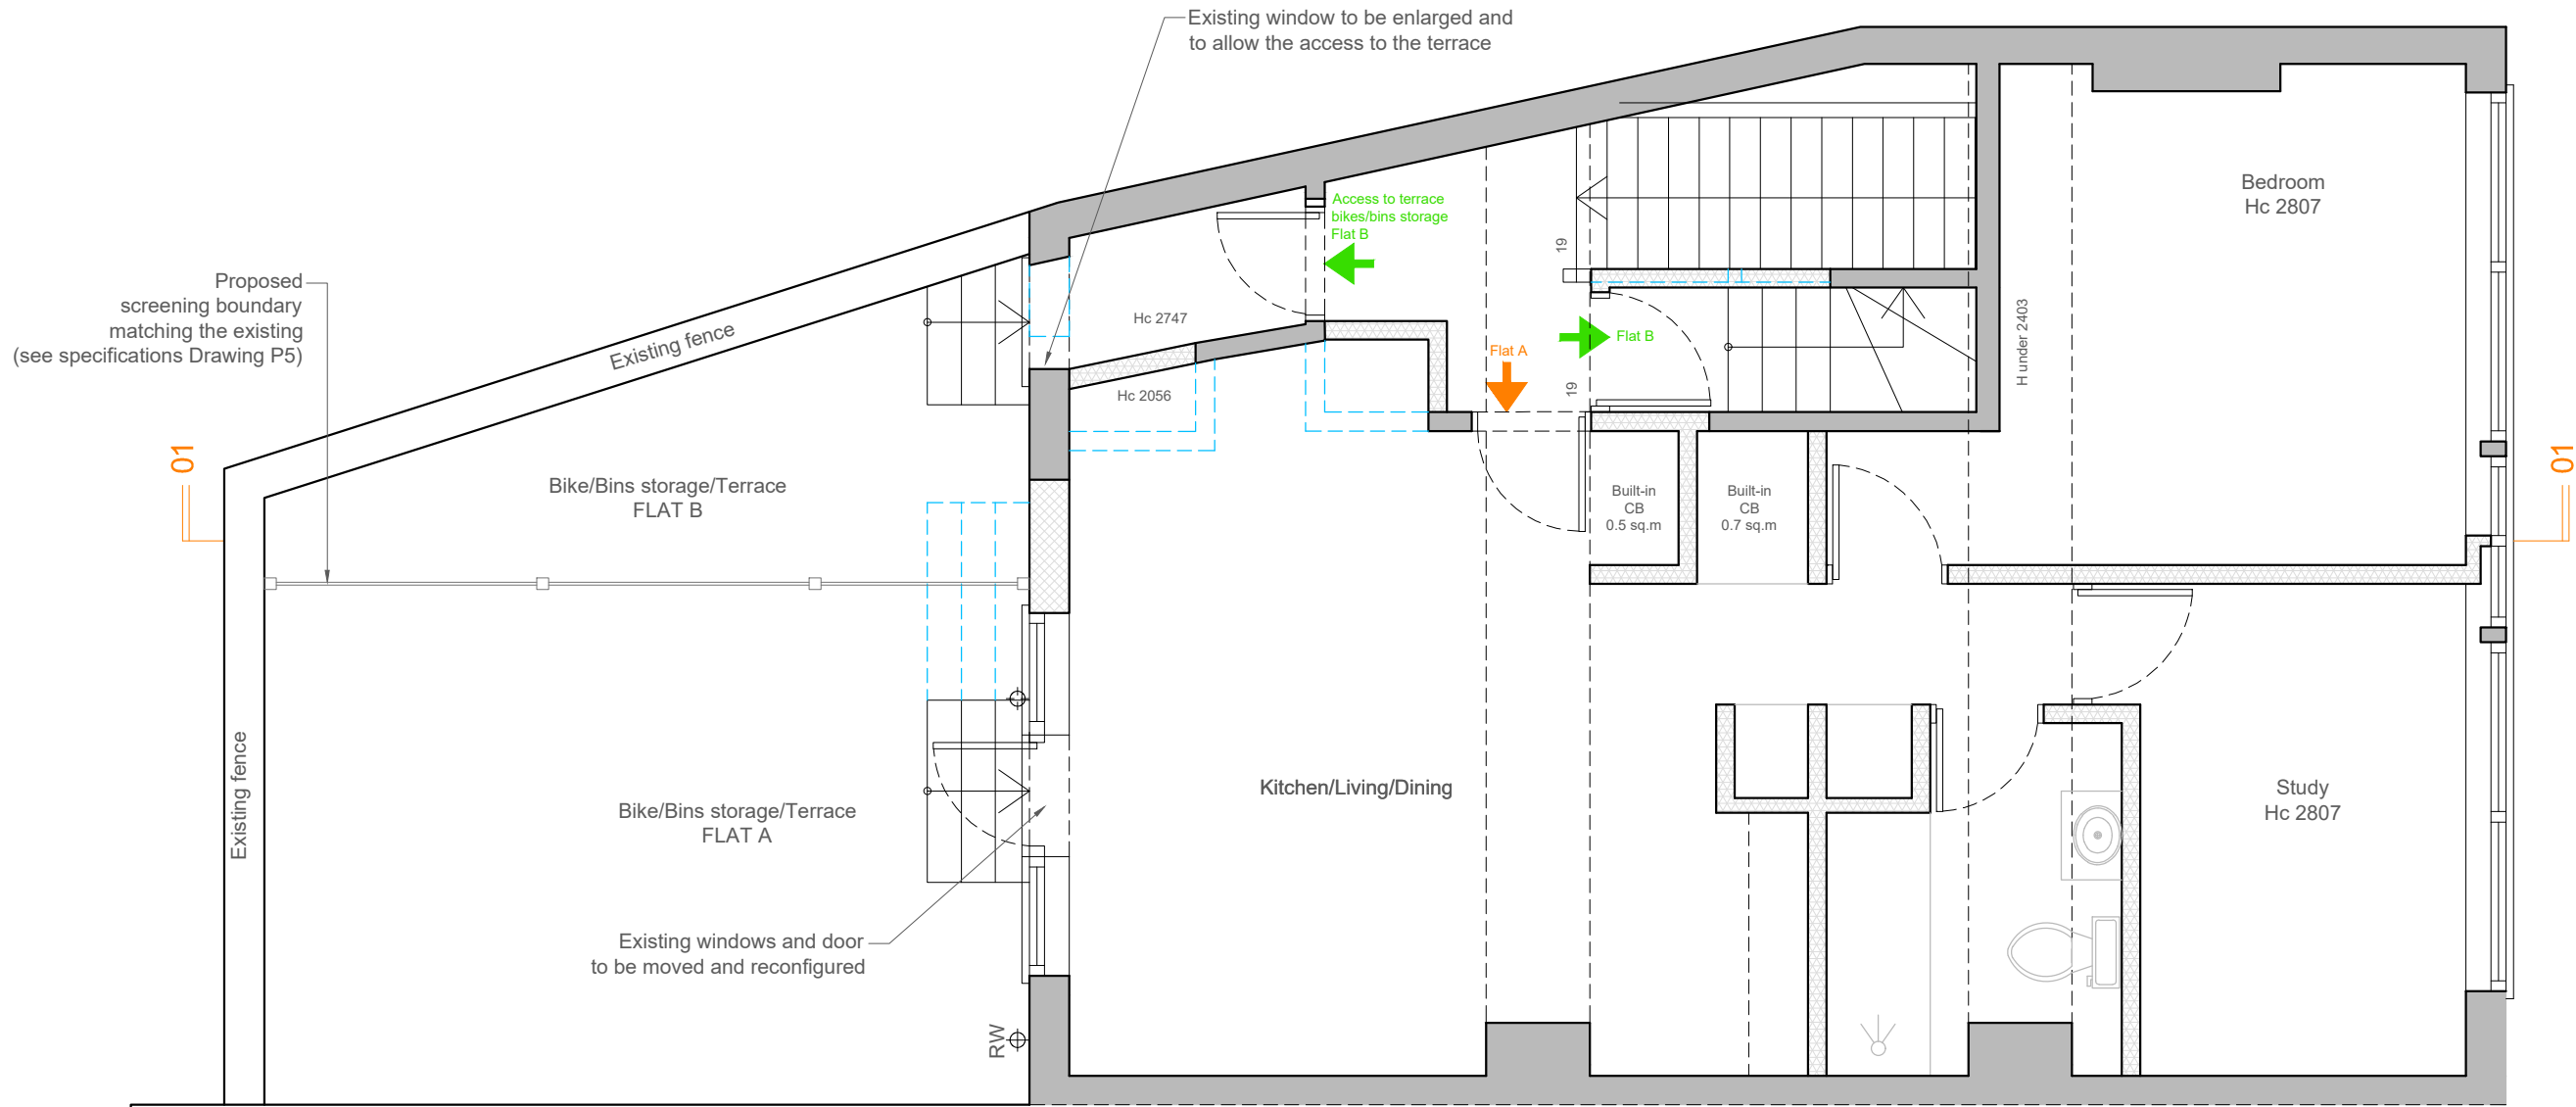 Existing window to be enlarged and
to allow the access to the terrace
Proposed
screening boundary
matching the existing
(see specifications Drawing P5)
Existing fence
Access to terrace
bikes/bins storage
Flat B
Bedroom
Hc 2807
19
Hc 2747
Flat B
Flat A
H under 2403
19
Hc 2056
01
01
Bike/Bins storage/Terrace
FLAT B
Built-in
CB
0.5 sq.m
Built-in
CB
0.7 sq.m
Existing fence
Bike/Bins storage/Terrace
FLAT A
Kitchen/Living/Dining
Study
Hc 2807
Existing windows and door
to be moved and reconfigured
RW